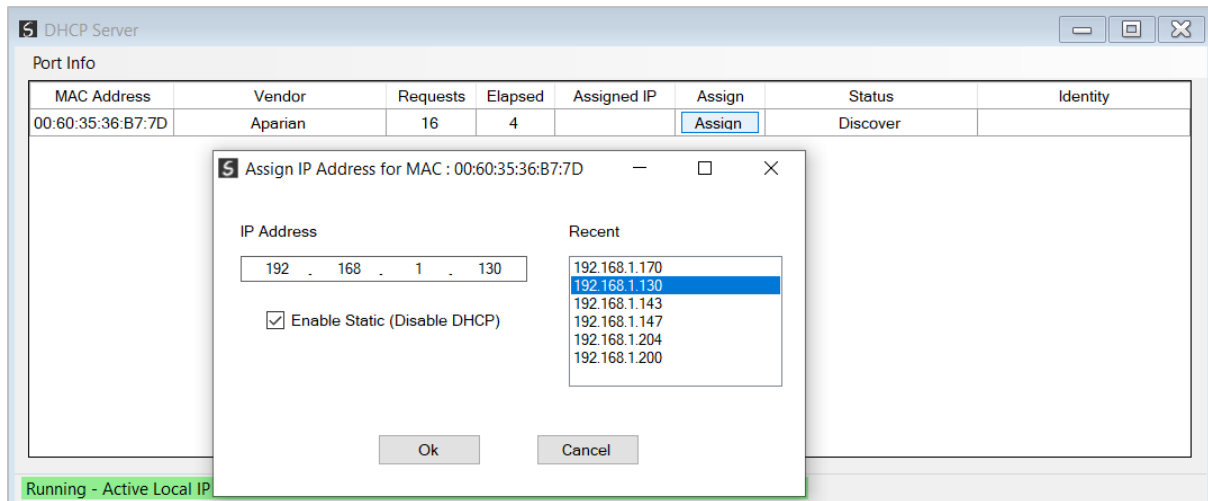 DHCP Server
Port Info
MAC Address Vendor Requests Elapsed Assigned IP Assign Status Identity
00:60:35:36:B7:7D Aparian 16 4 Assign Discover
Assign IP Address for MAC : 00:60:35:36:B7:7D
IP Address Recent
192 . 168 . 1 . 130
192.168.1.170
192.168.1.130
192.168.1.143
Enable Static (Disable DHCP)
192.168.1.147
192.168.1.204
192.168.1.200
Ok Cancel
Running - Active Local IP